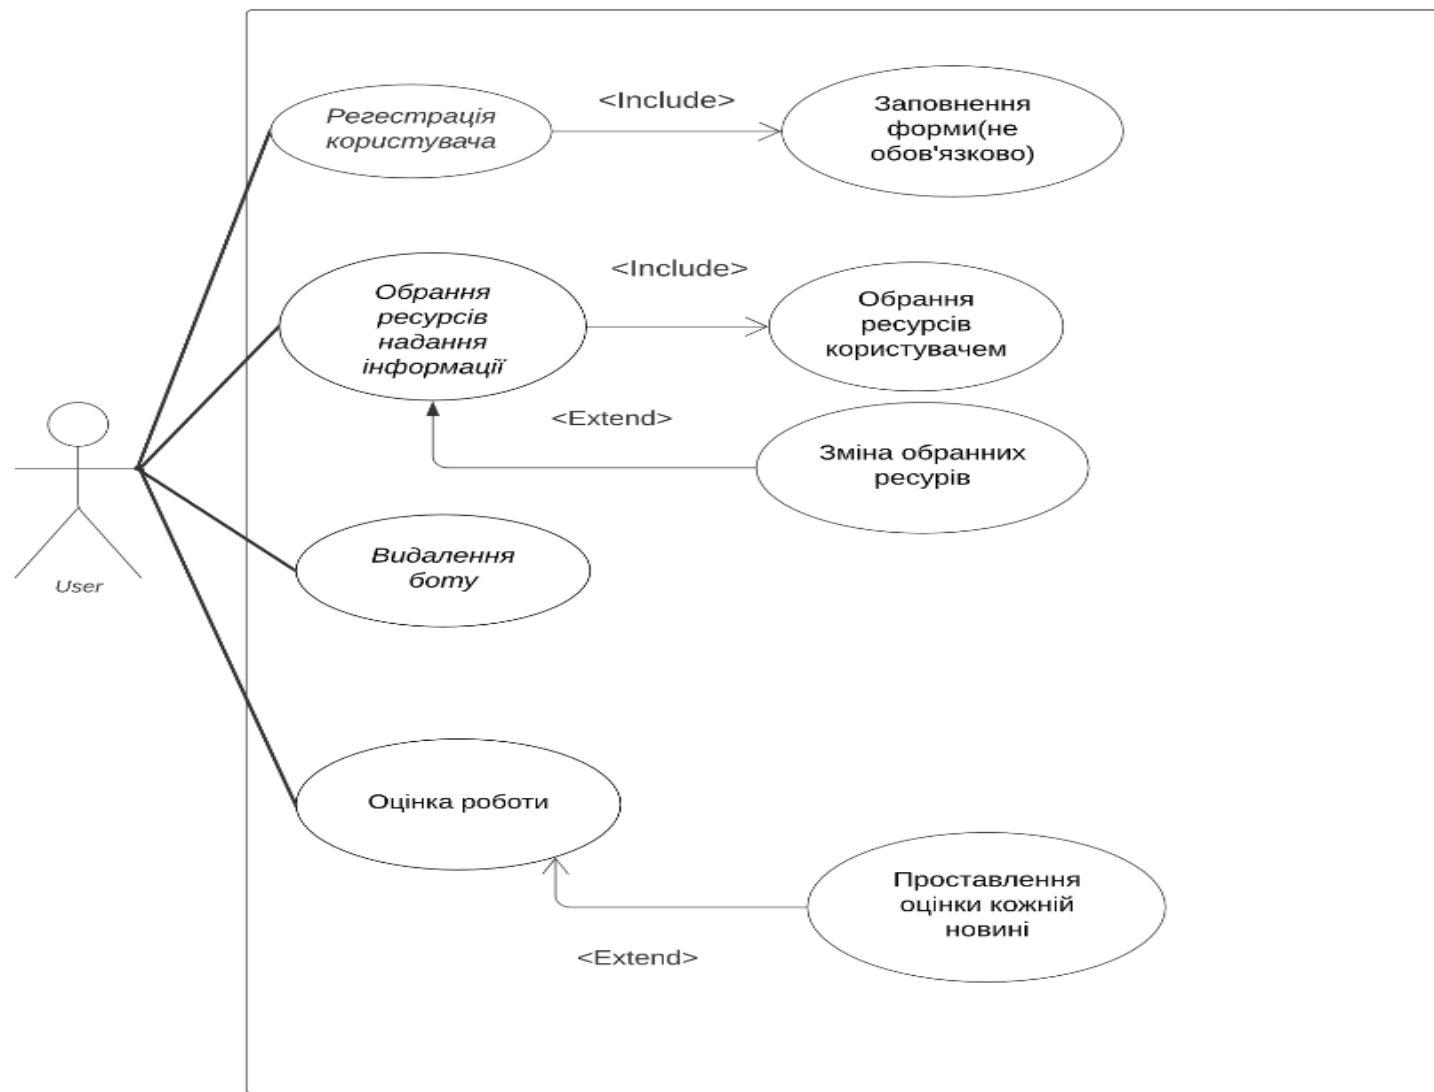 Регестрація
користувача
<Include>
Заповнення
форми(не
обов'язково)
Обрання
ресурсів
надання
інформації
<Include>
Обрання
ресурсів
користувачем
<Extend>
Зміна обранних
ресурів
User
Видалення
боту
Оцінка роботи
Проставлення
оцінки кожній
новині
<Extend>